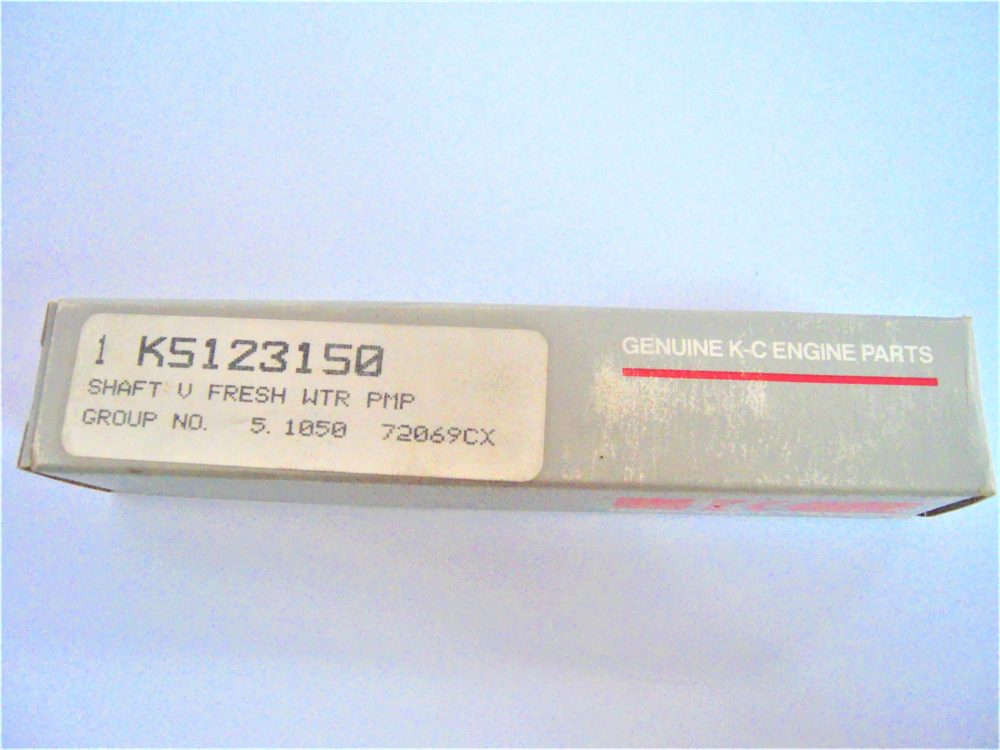 1 K5123150
SHAFT V FRESH WTR PMP
GROUP NO. 5.1050 72069CX
GENUINE K-C ENGINE PARTS